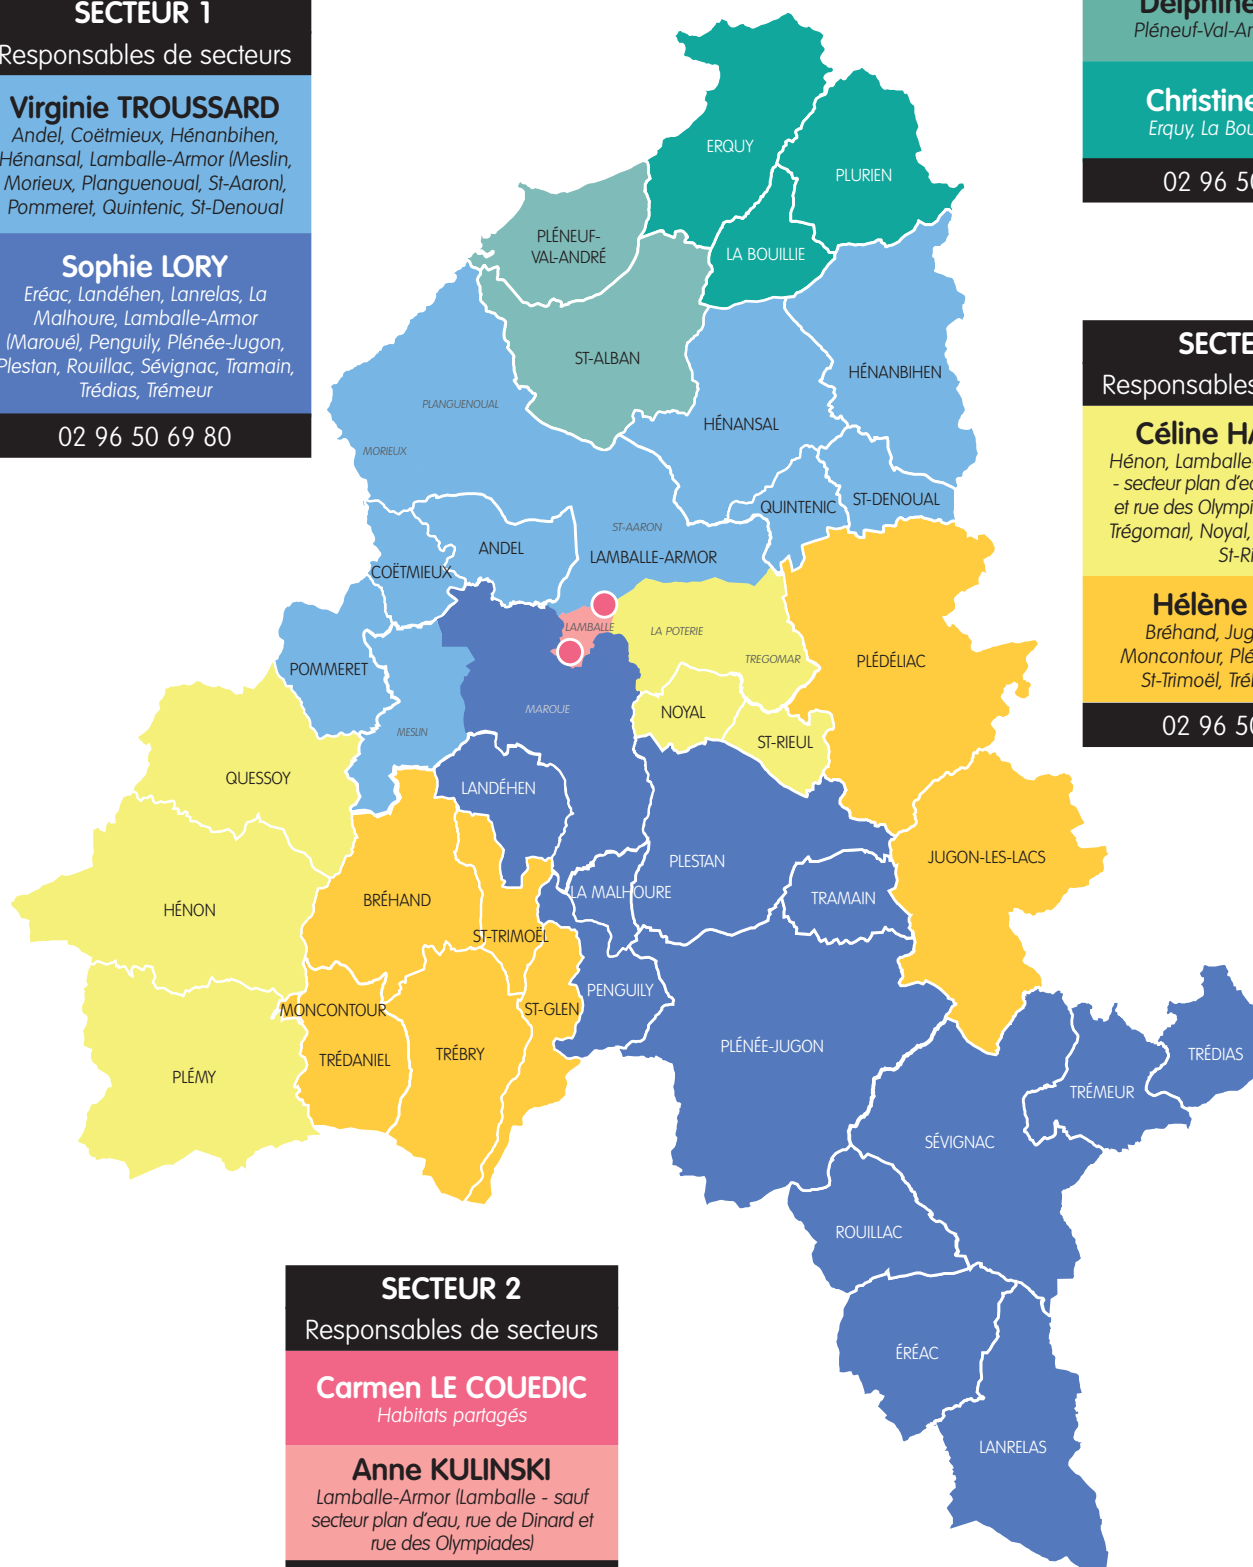 SECTEUR 1
Responsables de secteurs
Virginie TROUSSARD
Andel, Coëtmieux, Hénanbihen,
Hénansal, Lamballe-Armor (Meslin,
Morieux, Planguenoual, St-Aaron),
Pommeret, Quintenic, St-Denoual
Sophie LORY
Eréac, Landéhen, Lanrelas, La
Malhoure, Lamballe-Armor
(Maroué), Penguily, Plénée-Jugon,
Plestan, Rouillac, Sévignac, Tramain,
Trédias, Trémeur
02 96 50 69 80
Delphine
Pléneuf-Val-An
Christine
Erquy, La Bou
02 96 50
SECTE
Responsables
Céline HA
Hénon, Lamballe-
- secteur plan d'ea
et rue des Olympi
Trégomar), Noyal,
St-Ri
Hélène
Bréhand, Jug
Moncontour, Plé
St-Trimoël, Tré
02 96 50
ERQUY
PLURIEN
PLÉNEUF-
VAL-ANDRÉ
LA BOUILLIE
ST-ALBAN
HÉNANBIHEN
PLANGUENOUAL
HÉNANSAL
MORIEUX
QUINTENIC
ST-DENOUAL
ST-AARON
ANDEL
LAMBALLE-ARMOR
COËTMIEUX
LAMBALLE
LA POTERIE
TREGOMAR
PLÉDÉLIAC
POMMERET
MAROUE
NOYAL
MESLIN
ST-RIEUL
QUESSOY
LANDÉHEN
PLESTAN
JUGON-LES-LACS
LA MALHOURE
TRAMAIN
BRÉHAND
HÉNON
ST-TRIMOËL
PENGUILY
MONCONTOUR
ST-GLEN
PLÉNÉE-JUGON
TRÉDIAS
TRÉBRY
TRÉDANIEL
PLÉMY
TRÉMEUR
SÉVIGNAC
ROUILLAC
ÉRÉAC
LANRELAS
SECTEUR 2
Responsables de secteurs
Carmen LE COUEDIC
Habitats partagés
Anne KULINSKI
Lamballe-Armor (Lamballe - sauf
secteur plan d'eau, rue de Dinard et
rue des Olympiades)